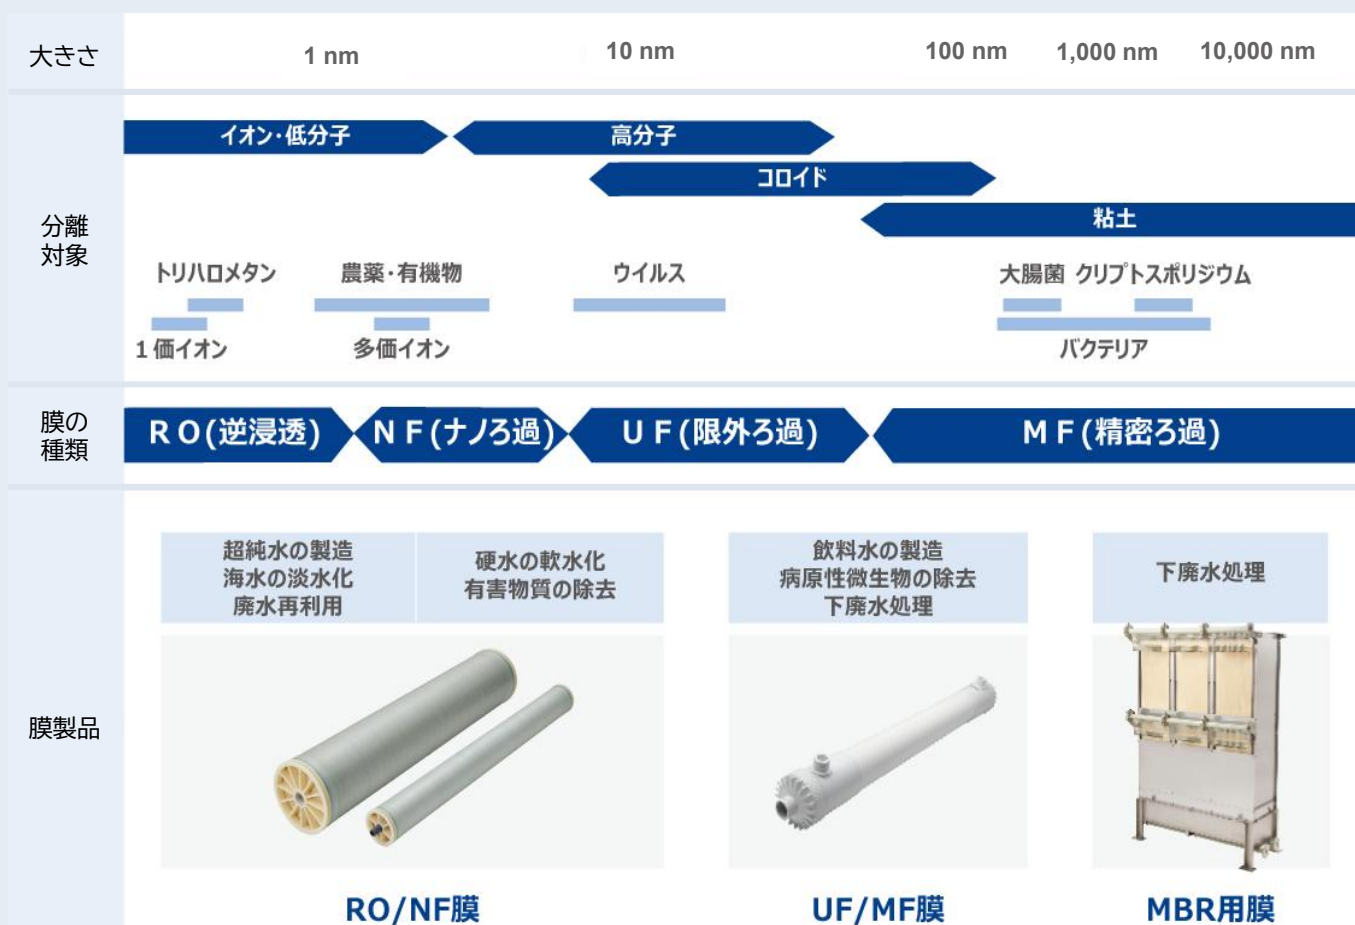 大きさ 1 nm 10 nm 100 nm 1,000 nm 10,000 nm
イオン・低分子 高分子
コロイド
粘土
分離
対象
トリハロメタン 農薬・有機物 ウイルス 大腸菌 クリプトスポリジウム
1価イオン 多価イオン バクテリア
膜の
種類
RO(逆浸透) NF(ナノろ過) UF(限外ろ過) MF(精密ろ過)
超純水の製造
海水の淡水化
廃水再利用
硬水の軟水化
有害物質の除去
飲料水の製造
病原性微生物の除去
下廃水処理
下廃水処理
膜製品
RO/NF膜 UF/MF膜 MBR用膜